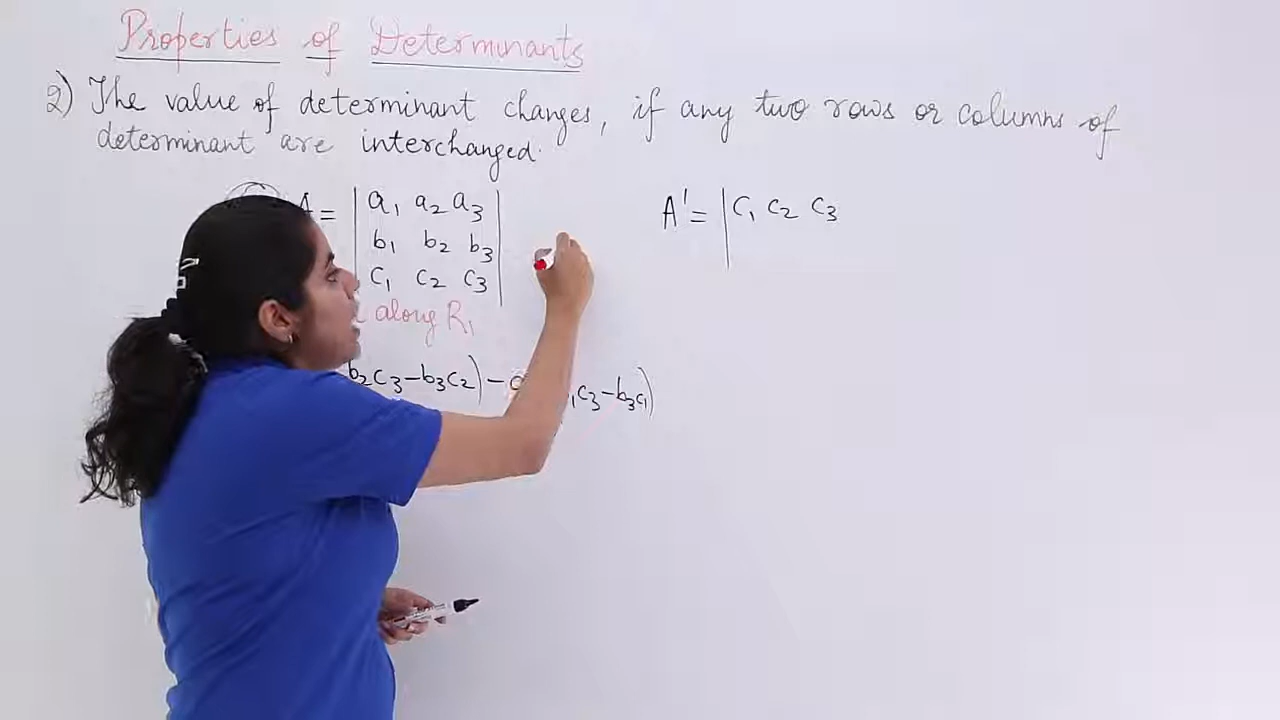 Properties of Determinants
2) The value of determinant changes, if any two rows or columns of
determinant are interchanged.
A = | a₁ a₂ a₃ |
b₁ b₂ b₃
c₁ c₂ c₃
along R₁
b₂c₃-b₃c₂) - ₁c₃-b₃c₁)
A' = | c₁ c₂ c₃